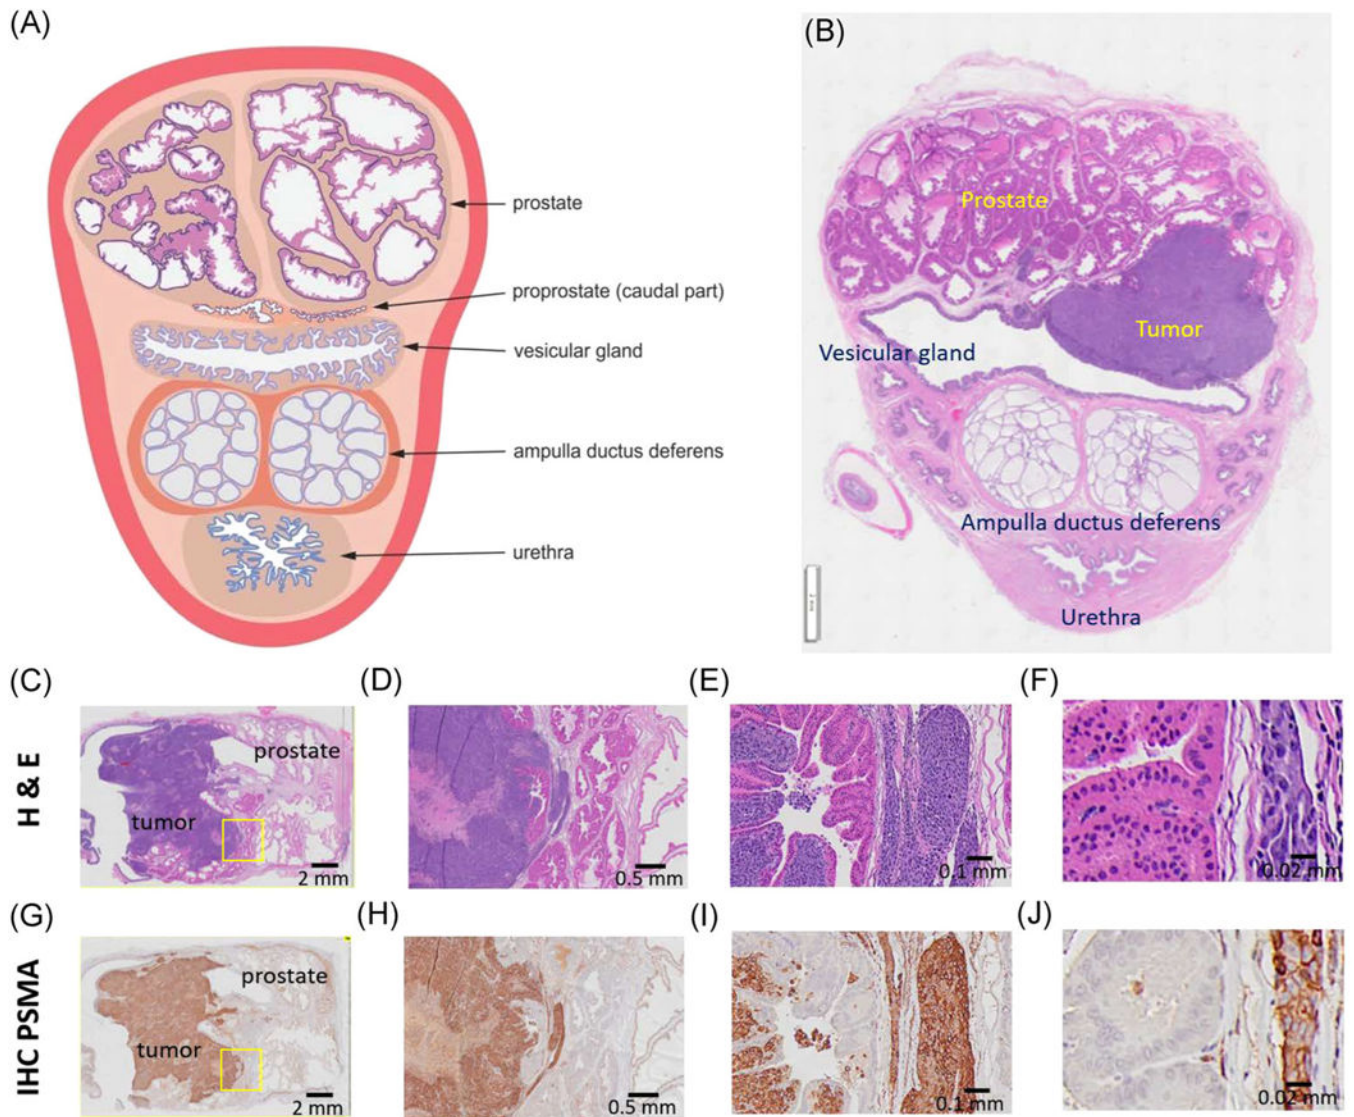 (A)
prostate
proprostate (caudal part)
vesicular gland
ampulla ductus deferens
urethra
(B)
Prostate
Tumor
Vesicular gland
Ampulla ductus deferens
Urethra
2 mm
(C)
(D)
(E)
(F)
H & E
prostate
tumor
2 mm
0.5 mm
0.1 mm
0.02 mm
(G)
(H)
(I)
(J)
IHC PSMA
prostate
tumor
2 mm
0.5 mm
0.1 mm
0.02 mm